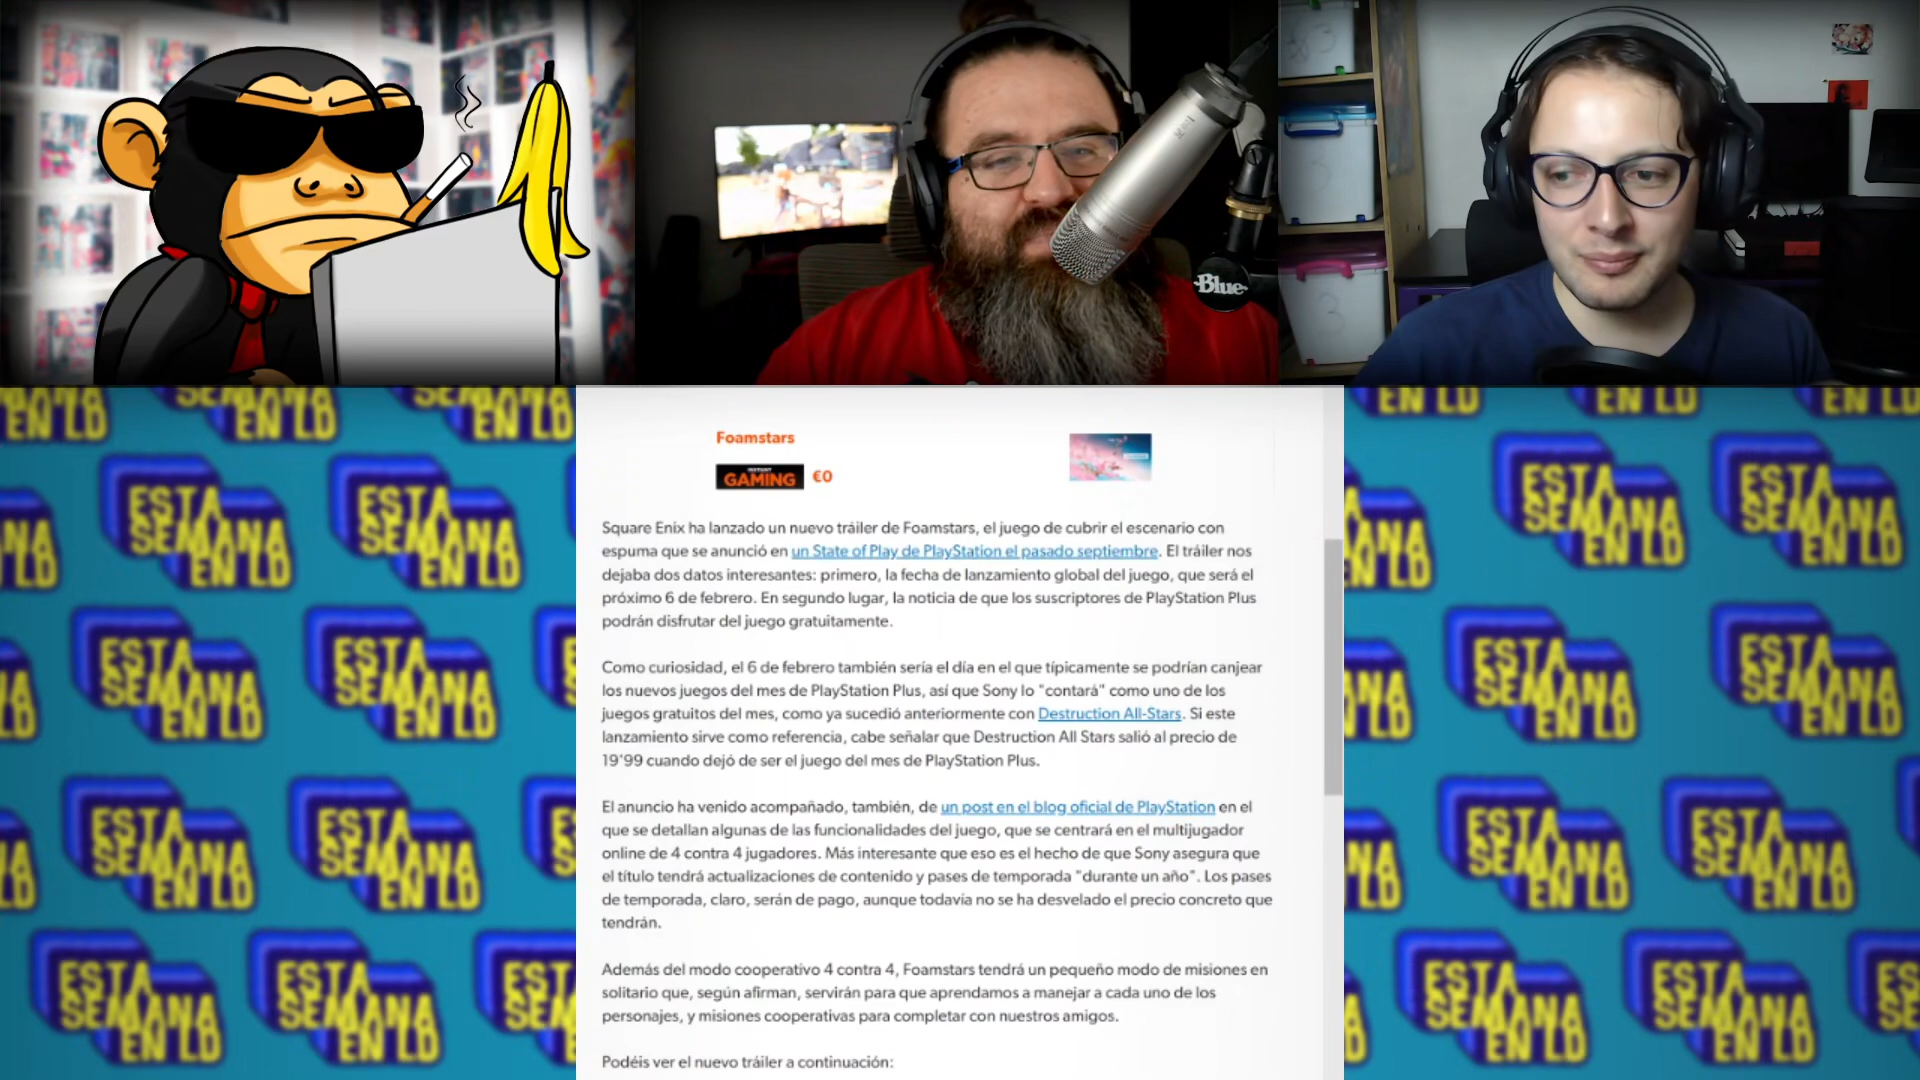 Blue
Foamstars
INSTANT
GAMING
€0
Square Enix ha lanzado un nuevo tráiler de Foamstars, el juego de cubrir el escenario con
espuma que se anunció en un State of Play de PlayStation el pasado septiembre. El tráiler nos
dejaba dos datos interesantes: primero, la fecha de lanzamiento global del juego, que será el
próximo 6 de febrero. En segundo lugar, la noticia de que los suscriptores de PlayStation Plus
podrán disfrutar del juego gratuitamente.
Como curiosidad, el 6 de febrero también sería el día en el que típicamente se podrían canjear
los nuevos juegos del mes de PlayStation Plus, así que Sony lo "contará" como uno de los
juegos gratuitos del mes, como ya sucedió anteriormente con Destruction All-Stars. Si este
lanzamiento sirve como referencia, cabe señalar que Destruction All Stars salió al precio de
19'99 cuando dejó de ser el juego del mes de PlayStation Plus.
El anuncio ha venido acompañado, también, de un post en el blog oficial de PlayStation en el
que se detallan algunas de las funcionalidades del juego, que se centrará en el multijugador
online de 4 contra 4 jugadores. Más interesante que eso es el hecho de que Sony asegura que
el título tendrá actualizaciones de contenido y pases de temporada "durante un año". Los pases
de temporada, claro, serán de pago, aunque todavía no se ha desvelado el precio concreto que
tendrán.
Además del modo cooperativo 4 contra 4, Foamstars tendrá un pequeño modo de misiones en
solitario que, según afirman, servirán para que aprendamos a manejar a cada uno de los
personajes, y misiones cooperativas para completar con nuestros amigos.
Podéis ver el nuevo tráiler a continuación:
ESTA
SEMANA
EN LD